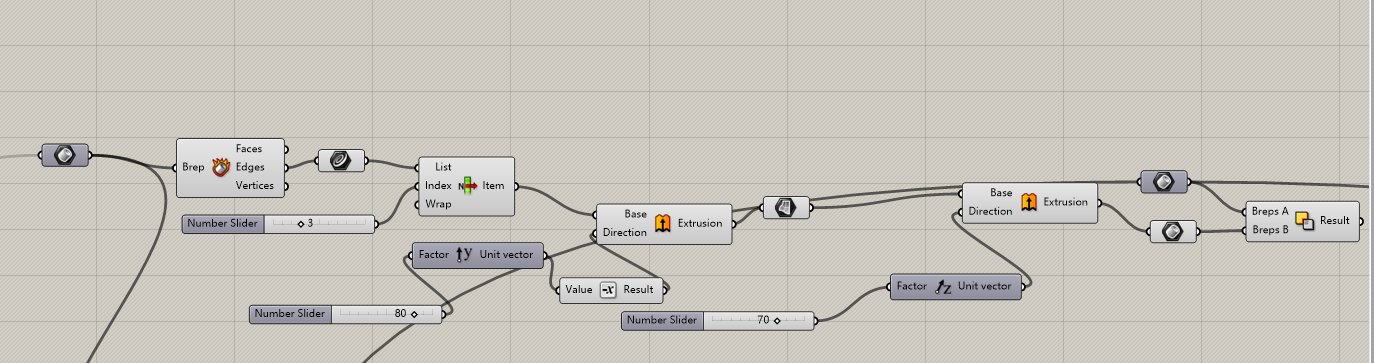 Faces
Brep Edges
Vertices
Number Slider 3
List
Index N Item
Wrap
Base
Direction Extrusion
Factor y Unit vector
Value -x Result
Number Slider 80
Number Slider 70
Base
Direction Extrusion
Factor z Unit vector
Breps A
Breps B Result